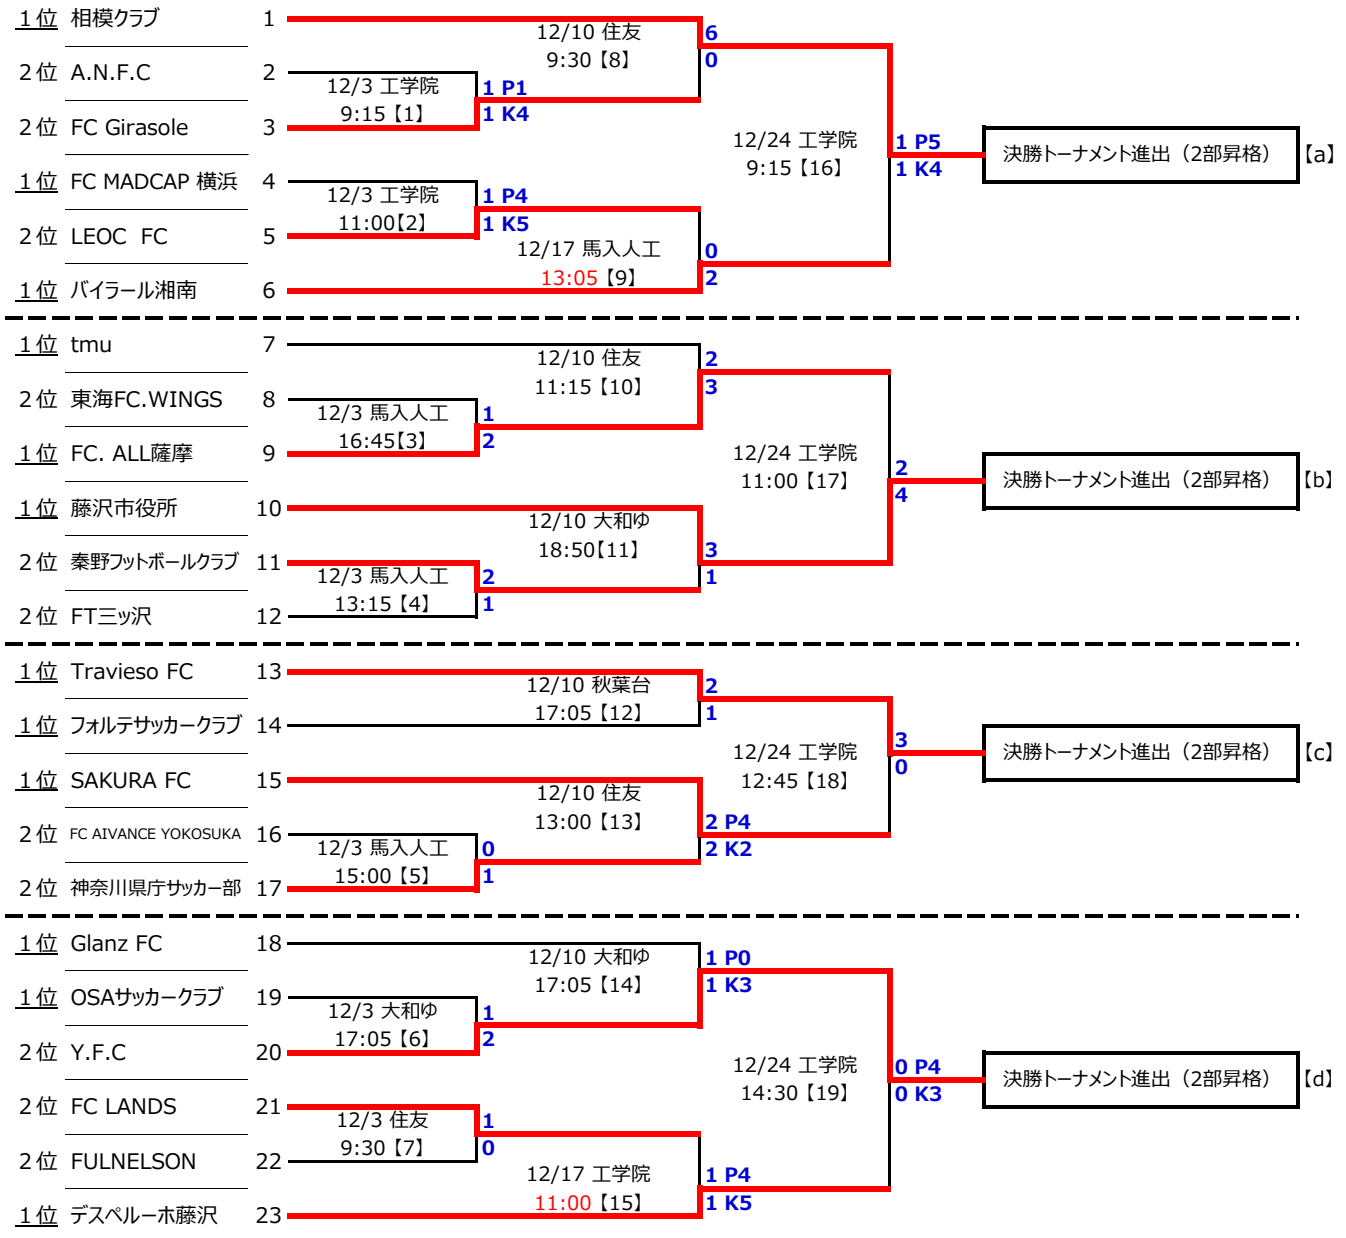 1位 相模クラブ 1
12/10 住友
9:30【8】
6
0
2位 A.N.F.C 2
12/3 工学院
9:15【1】
1 P1
1 K4
2位 FC Girasole 3
12/24 工学院
9:15【16】
1 P5
1 K4
決勝トーナメント進出（2部昇格）【a】
1位 FC MADCAP 横浜 4
12/3 工学院
11:00【2】
1 P4
1 K5
2位 LEOC FC 5
12/17 馬入人工
13:05【9】
0
2
1位 バイラール湘南 6
1位 tmu 7
12/10 住友
11:15【10】
2
3
2位 東海FC.WINGS 8
12/3 馬入人工
16:45【3】
1
2
1位 FC. ALL薩摩 9
12/24 工学院
11:00【17】
2
4
決勝トーナメント進出（2部昇格）【b】
1位 藤沢市役所 10
12/10 大和ゆ
18:50【11】
3
1
2位 秦野フットボールクラブ 11
12/3 馬入人工
13:15【4】
2
1
2位 FT三ッ沢 12
1位 Travieso FC 13
12/10 秋葉台
17:05【12】
2
1
1位 フォルテサッカークラブ 14
12/24 工学院
12:45【18】
3
0
決勝トーナメント進出（2部昇格）【c】
1位 SAKURA FC 15
12/10 住友
13:00【13】
2 P4
2 K2
2位 FC AIVANCE YOKOSUKA 16
12/3 馬入人工
15:00【5】
0
1
2位 神奈川県庁サッカー部 17
1位 Glanz FC 18
12/10 大和ゆ
17:05【14】
1 P0
1 K3
1位 OSAサッカークラブ 19
12/3 大和ゆ
17:05【6】
1
2
2位 Y.F.C 20
12/24 工学院
14:30【19】
0 P4
0 K3
決勝トーナメント進出（2部昇格）【d】
2位 FC LANDS 21
12/3 住友
9:30【7】
1
0
2位 FULNELSON 22
12/17 工学院
11:00【15】
1 P4
1 K5
1位 デスペルーホ藤沢 23